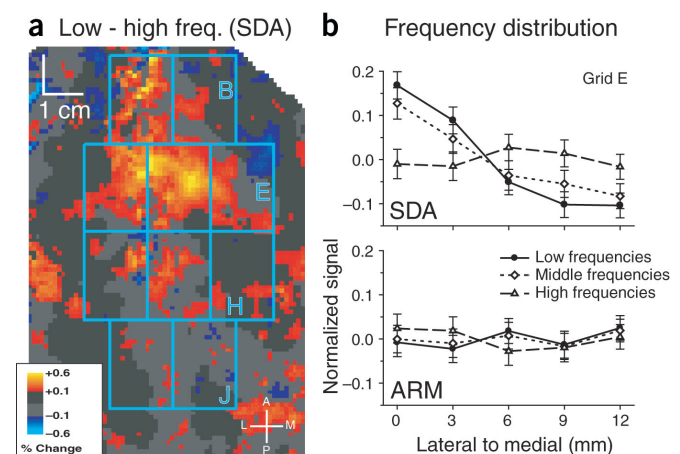 a Low - high freq. (SDA)
1 cm
B
E
H
J
+0.6
+0.1
−0.1
−0.6
% Change
A
L M
P
b Frequency distribution
Grid E
0.2
0.1
0.0
−0.1
SDA
Normalized signal
0.2
0.1
0.0
−0.1
Low frequencies
Middle frequencies
High frequencies
ARM
0 3 6 9 12
Lateral to medial (mm)